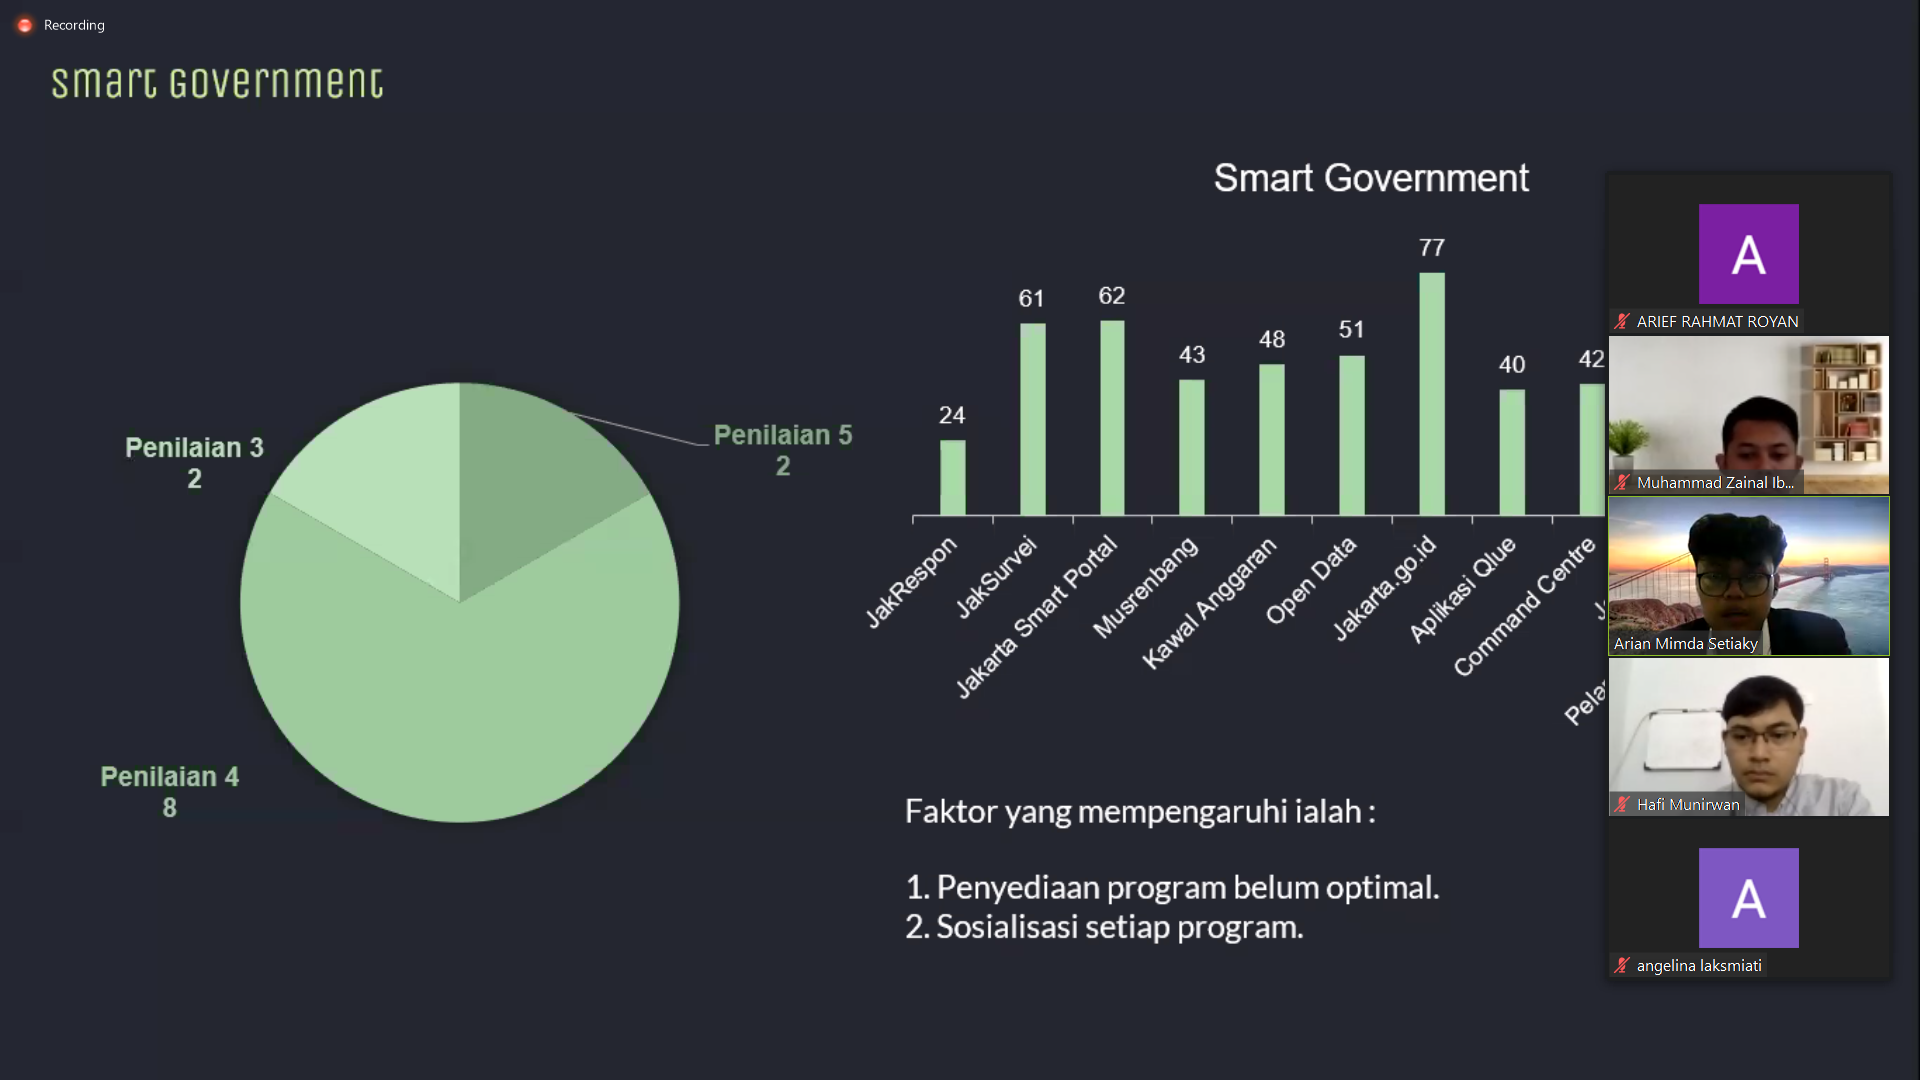 Recording
smart government
Penilaian 3
2
Penilaian 5
2
Penilaian 4
8
Smart Government
24
61
62
43
48
51
77
40
42
JakRespon
JakSurvei
Jakarta Smart Portal
Musrenbang
Kawal Anggaran
Open Data
Jakarta.go.id
Aplikasi Qlue
Command Centre
Faktor yang mempengaruhi ialah :
1. Penyediaan program belum optimal.
2. Sosialisasi setiap program.
A
ARIEF RAHMAT ROYAN
Muhammad Zainal Ib...
Arian Mimda Setiaky
Hafi Munirwan
A
angelina laksmiati